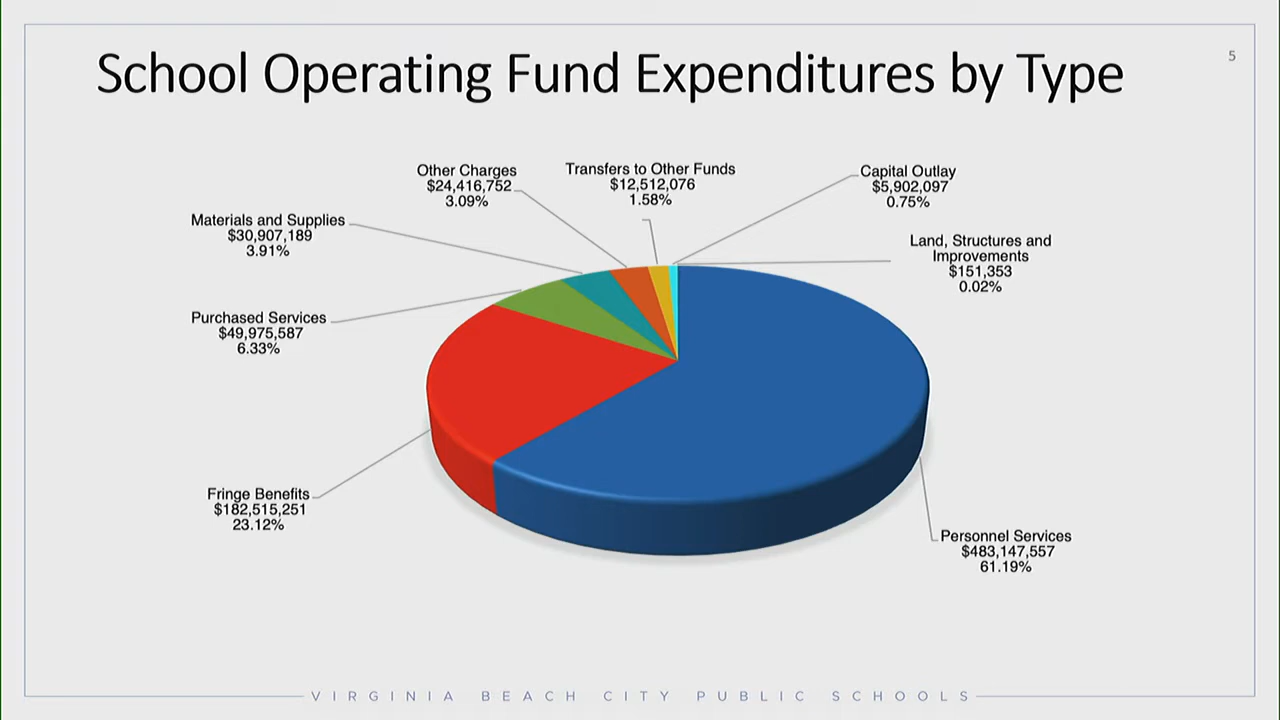 School Operating Fund Expenditures by Type
5
Other Charges
$24,416,752
3.09%
Transfers to Other Funds
$12,512,076
1.58%
Capital Outlay
$5,902,097
0.75%
Materials and Supplies
$30,907,189
3.91%
Land, Structures and
Improvements
$151,353
0.02%
Purchased Services
$49,975,587
6.33%
Fringe Benefits
$182,515,251
23.12%
Personnel Services
$483,147,557
61.19%
VIRGINIA BEACH CITY PUBLIC SCHOOLS